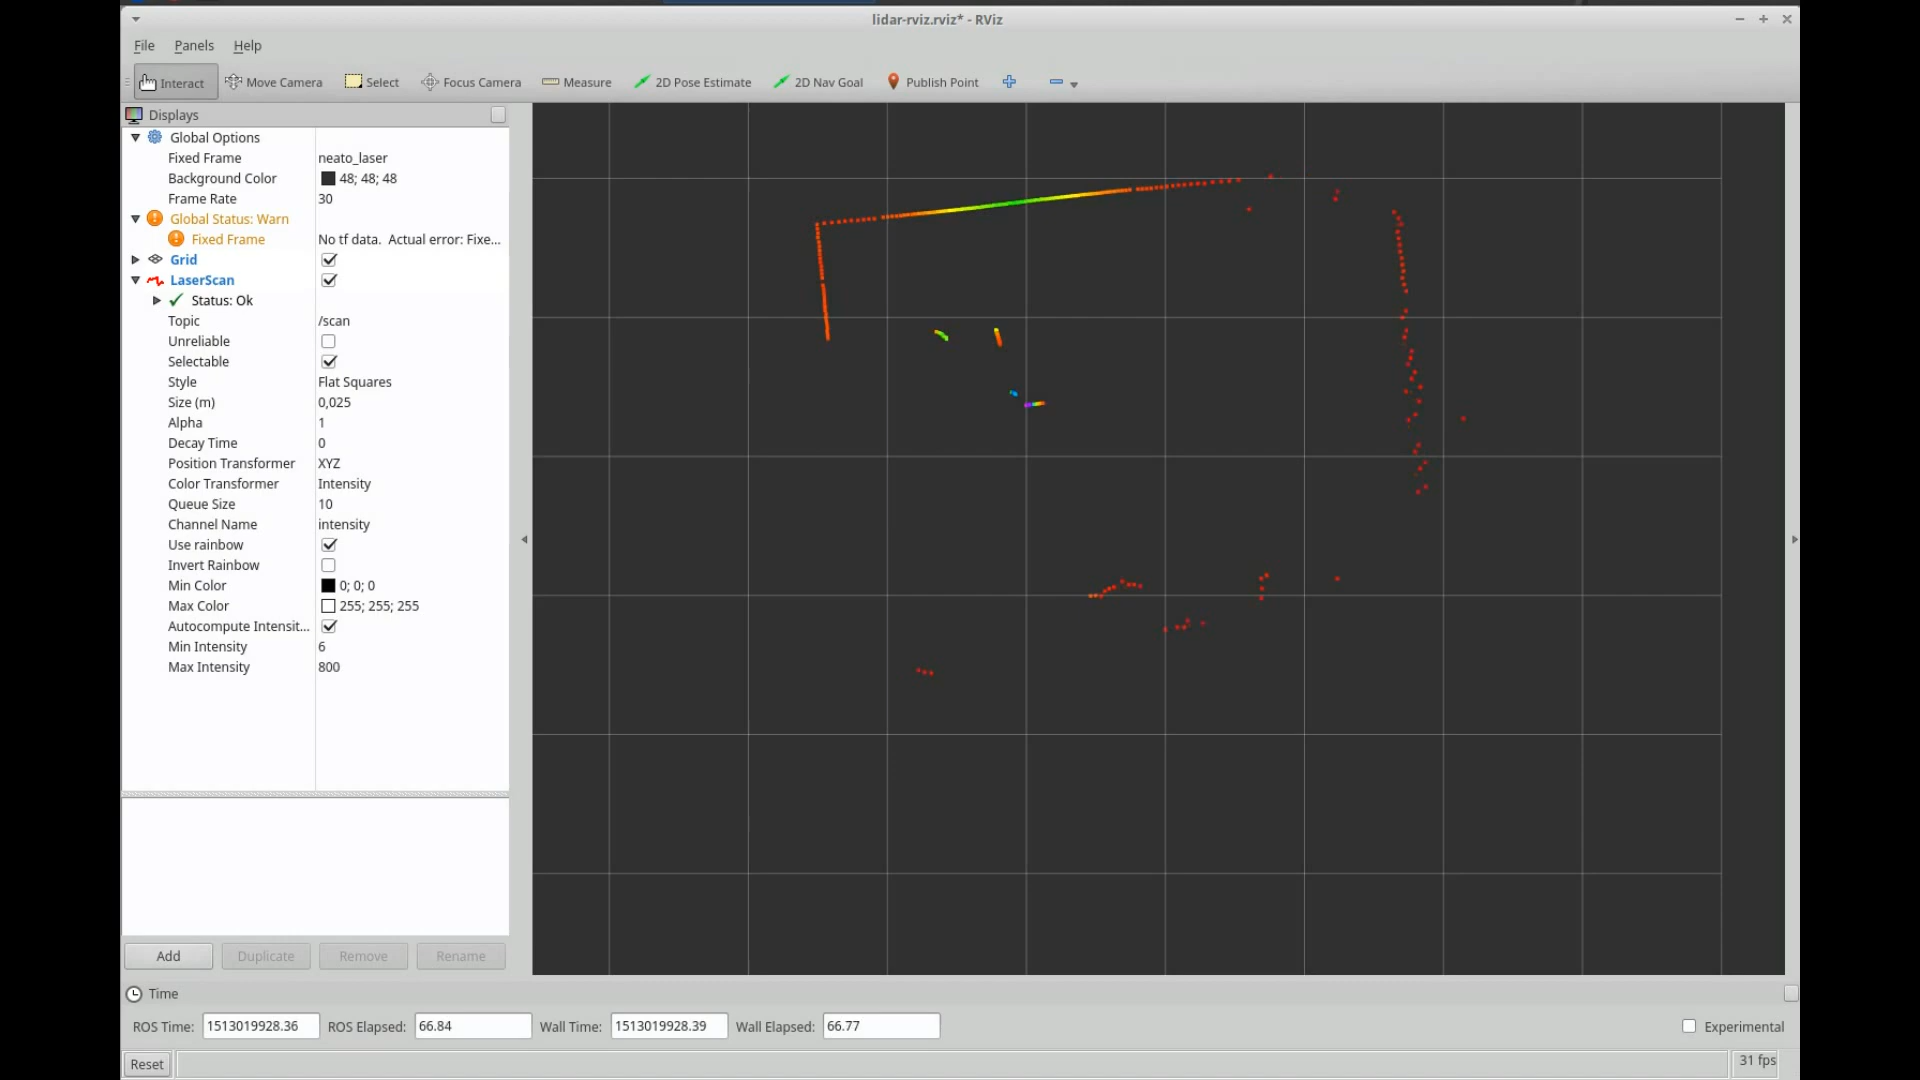 lidar-rviz.rviz* - RViz
File Panels Help
Interact Move Camera Select Focus Camera Measure 2D Pose Estimate 2D Nav Goal Publish Point
Displays
Global Options
Fixed Frame neato_laser
Background Color 48; 48; 48
Frame Rate 30
Global Status: Warn
Fixed Frame No tf data. Actual error: Fixe...
Grid
LaserScan
Status: Ok
Topic /scan
Unreliable
Selectable
Style Flat Squares
Size (m) 0,025
Alpha 1
Decay Time 0
Position Transformer XYZ
Color Transformer Intensity
Queue Size 10
Channel Name intensity
Use rainbow
Invert Rainbow
Min Color 0; 0; 0
Max Color 255; 255; 255
Autocompute Intensit...
Min Intensity 6
Max Intensity 800
Add Duplicate Remove Rename
Time
ROS Time: 1513019928.36 ROS Elapsed: 66.84 Wall Time: 1513019928.39 Wall Elapsed: 66.77 Experimental
Reset 31 fps